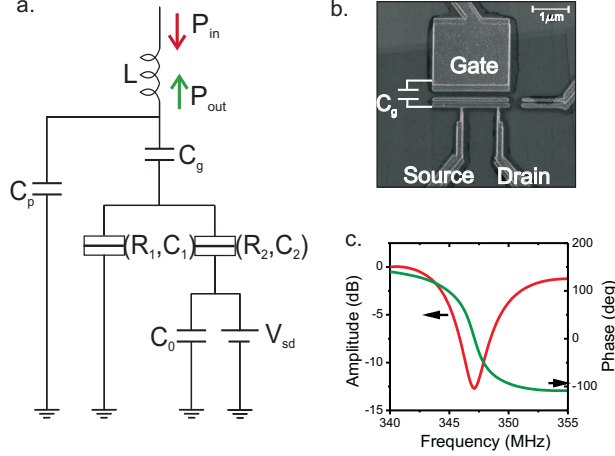 a.
P_in
L
P_out
C_g
C_p
(R_1,C_1)
(R_2,C_2)
C_0
V_sd
b.
1μm
Gate
C_g
Source Drain
c.
0
-5
-10
-15
Amplitude (dB)
200
100
0
-100
Phase (deg)
340 345 350 355
Frequency (MHz)